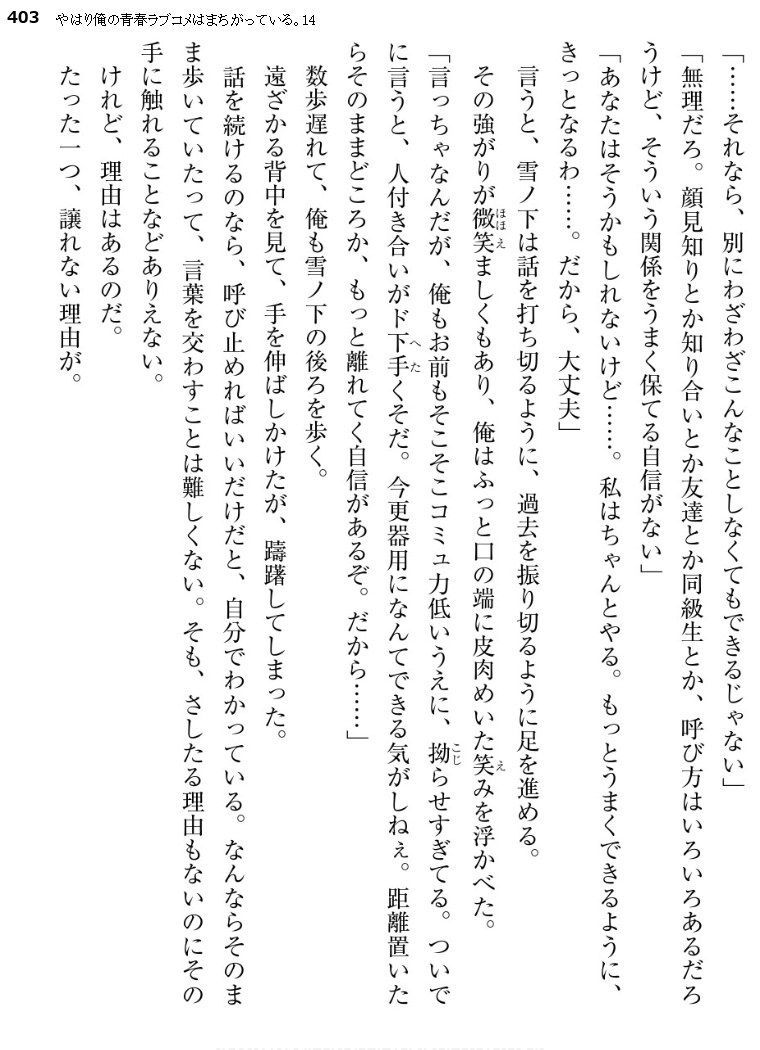 403 やはり俺の青春ラブコメはまちがっている。14
「……それなら、別にわざわざこんなことしなくてもできるじゃない」
「無理だろ。顔見知りとか知り合いとか友達とか同級生とか、呼び方はいろいろあるだろ
うけど、そういう関係をうまく保てる自信がない」
「あなたはそうかもしれないけど……。私はちゃんとやる。もっとうまくできるように、
きっとなるわ……。だから、大丈夫」
言うと、雪ノ下は話を打ち切るように、過去を振り切るように足を進める。
その強がりが微笑ほほえましくもあり、俺はふっと口の端に皮肉めいた笑えみを浮かべた。
「言っちゃなんだが、俺もお前もそこそこコミュ力低いうえに、拗こじらせすぎてる。ついで
に言うと、人付き合いがド下手へたくそだ。今更器用になんてできる気がしねぇ。距離置いた
らそのままどころか、もっと離れてく自信があるぞ。だから……」
数歩遅れて、俺も雪ノ下の後ろを歩く。
遠ざかる背中を見て、手を伸ばしかけたが、躊躇してしまった。
話を続けるのなら、呼び止めればいいだけだと、自分でわかっている。なんならそのま
ま歩いていたって、言葉を交わすことは難しくない。そも、さしたる理由もないのにその
手に触れることなどありえない。
けれど、理由はあるのだ。
たった一つ、譲れない理由が。